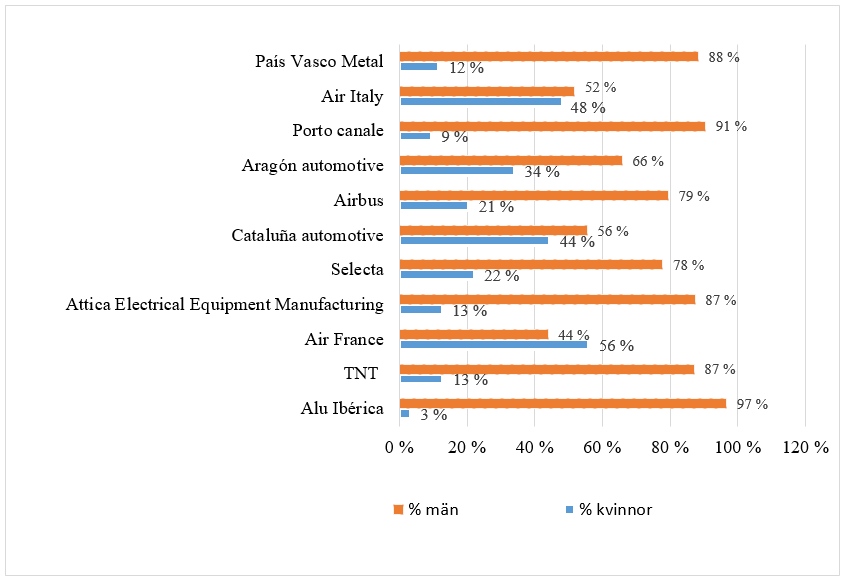 País Vasco Metal 88 %
12 %
Air Italy 52 %
48 %
Porto canale 91 %
9 %
Aragón automotive 66 %
34 %
Airbus 79 %
21 %
Cataluña automotive 56 %
44 %
Selecta 78 %
22 %
Attica Electrical Equipment Manufacturing 87 %
13 %
Air France 44 %
56 %
TNT 87 %
13 %
Alu Ibérica 97 %
3 %
0 % 20 % 40 % 60 % 80 % 100 % 120 %
% män % kvinnor